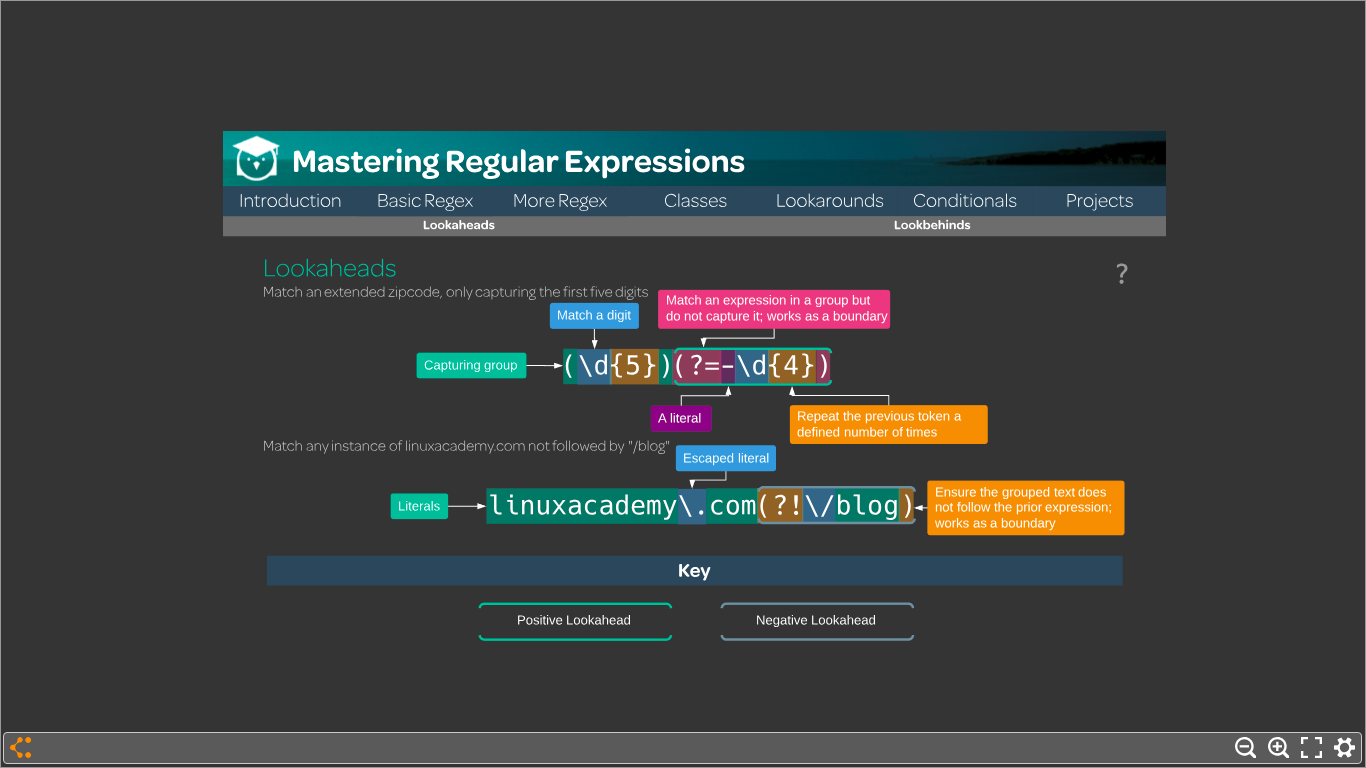 Mastering Regular Expressions
Introduction Basic Regex More Regex Classes Lookarounds Conditionals Projects
Lookaheads Lookbehinds
Lookaheads
?
Match an extended zipcode, only capturing the first five digits
Match an expression in a group but
do not capture it; works as a boundary
Match a digit
Capturing group
(\d{5})(?=-\d{4})
A literal
Repeat the previous token a
defined number of times
Match any instance of linuxacademy.com not followed by "/blog"
Escaped literal
Literals
linuxacademy\.com(?!\/blog)
Ensure the grouped text does
not follow the prior expression;
works as a boundary
Key
Positive Lookahead Negative Lookahead